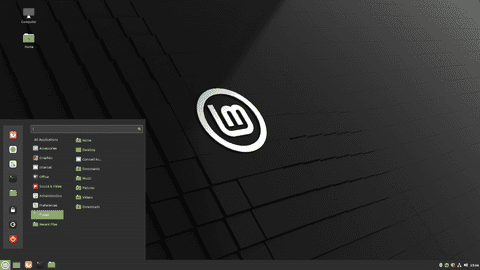 Computer
Home
All Applications
Accessories
Graphics
Internet
Office
Sound & Video
Administration
Preferences
Places
Recent Files
Home
Desktop
Documents
Music
Pictures
Videos
Downloads